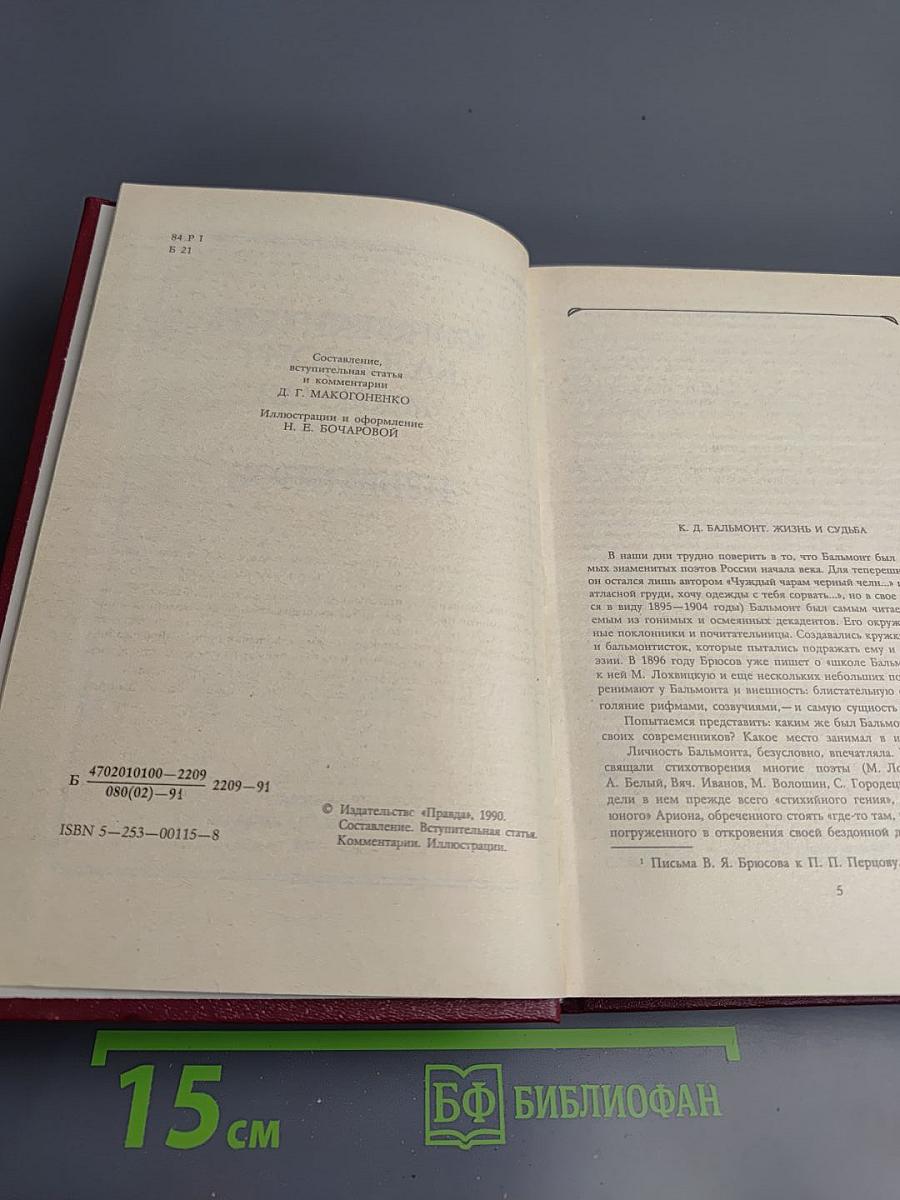 84 Р 1
Б 21
Составление,
вступительная статья
и комментарии
Д. Г. МАКОГОНЕНКО
Иллюстрации и оформление
Н. Е. БОЧАРОВОЙ
Б 4702010100—2209
080(02)—91
2209—91
ISBN 5—253—00115—8
© Издательство «Правда», 1990.
Составление. Вступительная статья.
Комментарии. Иллюстрации.
К. Д. БАЛЬМОНТ. ЖИЗНЬ И СУДЬБА
В наши дни трудно поверить в то, что Бальмонт был
мых знаменитых поэтов России начала века. Для теперешн
он остался лишь автором «Чуждый чарам черный челн...»
атласной груди, хочу одежды с тебя сорвать...», но в свое
ся в виду 1895—1904 годы) Бальмонт был самым читае
емым из гонимых и осмеянных декадентов. Его окруж
ные поклонники и почитательницы. Создавались кружк
и бальмонтисток, которые пытались подражать ему и
эзии. В 1896 году Брюсов уже пишет о «школе Бальм
к ней М. Лохвицкую и еще нескольких небольших по
ренимают у Бальмонта и внешность: блистательную
голяние рифмами, созвучиями,— и самую сущность
Попытаемся представить: каким же был Бальмо
своих современников? Какое место занимал в и
Личность Бальмонта, безусловно, впечатляла.
свящали стихотворения многие поэты (М. Ло
А. Белый, Вяч. Иванов, М. Волошин, С. Городец
дели в нем прежде всего «стихийного гения»,
юного» Ариона, обреченного стоять «где-то там,
погруженного в откровения своей бездонной д
¹ Письма В. Я. Брюсова к П. П. Перцову.
5
15 см
БФ БИБЛИОФАН